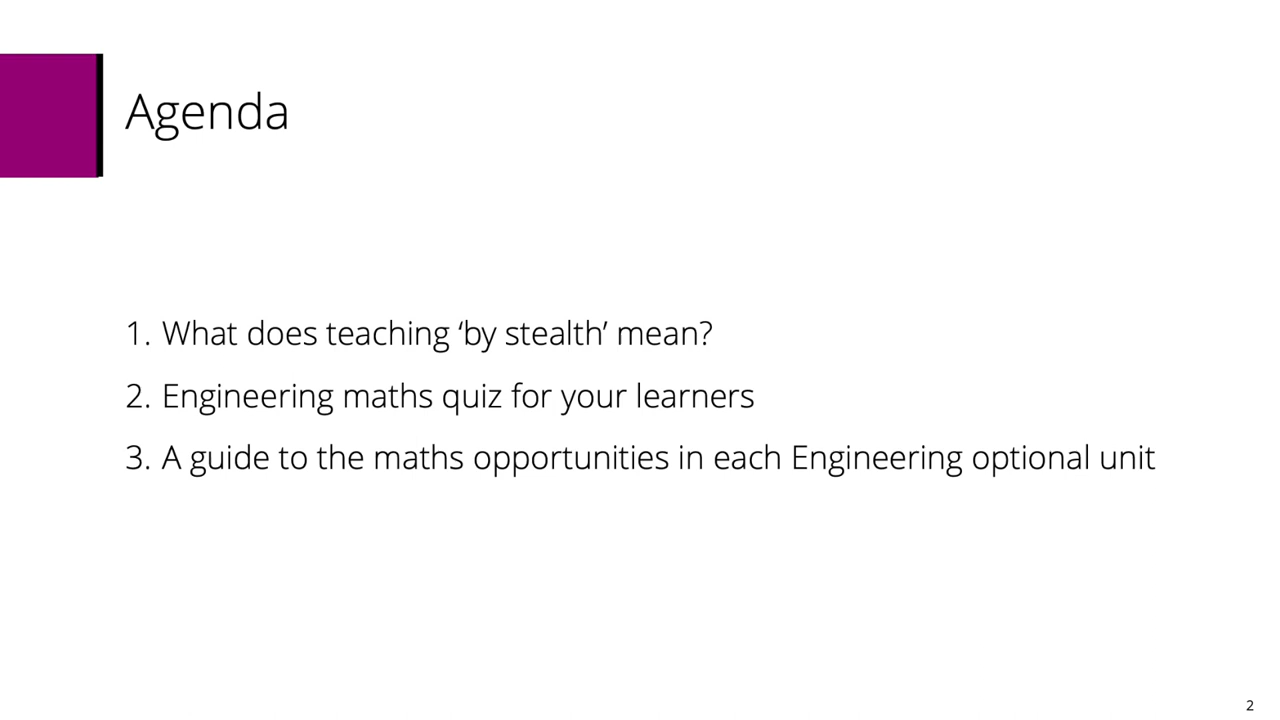 Agenda
1. What does teaching ‘by stealth’ mean?
2. Engineering maths quiz for your learners
3. A guide to the maths opportunities in each Engineering optional unit
2